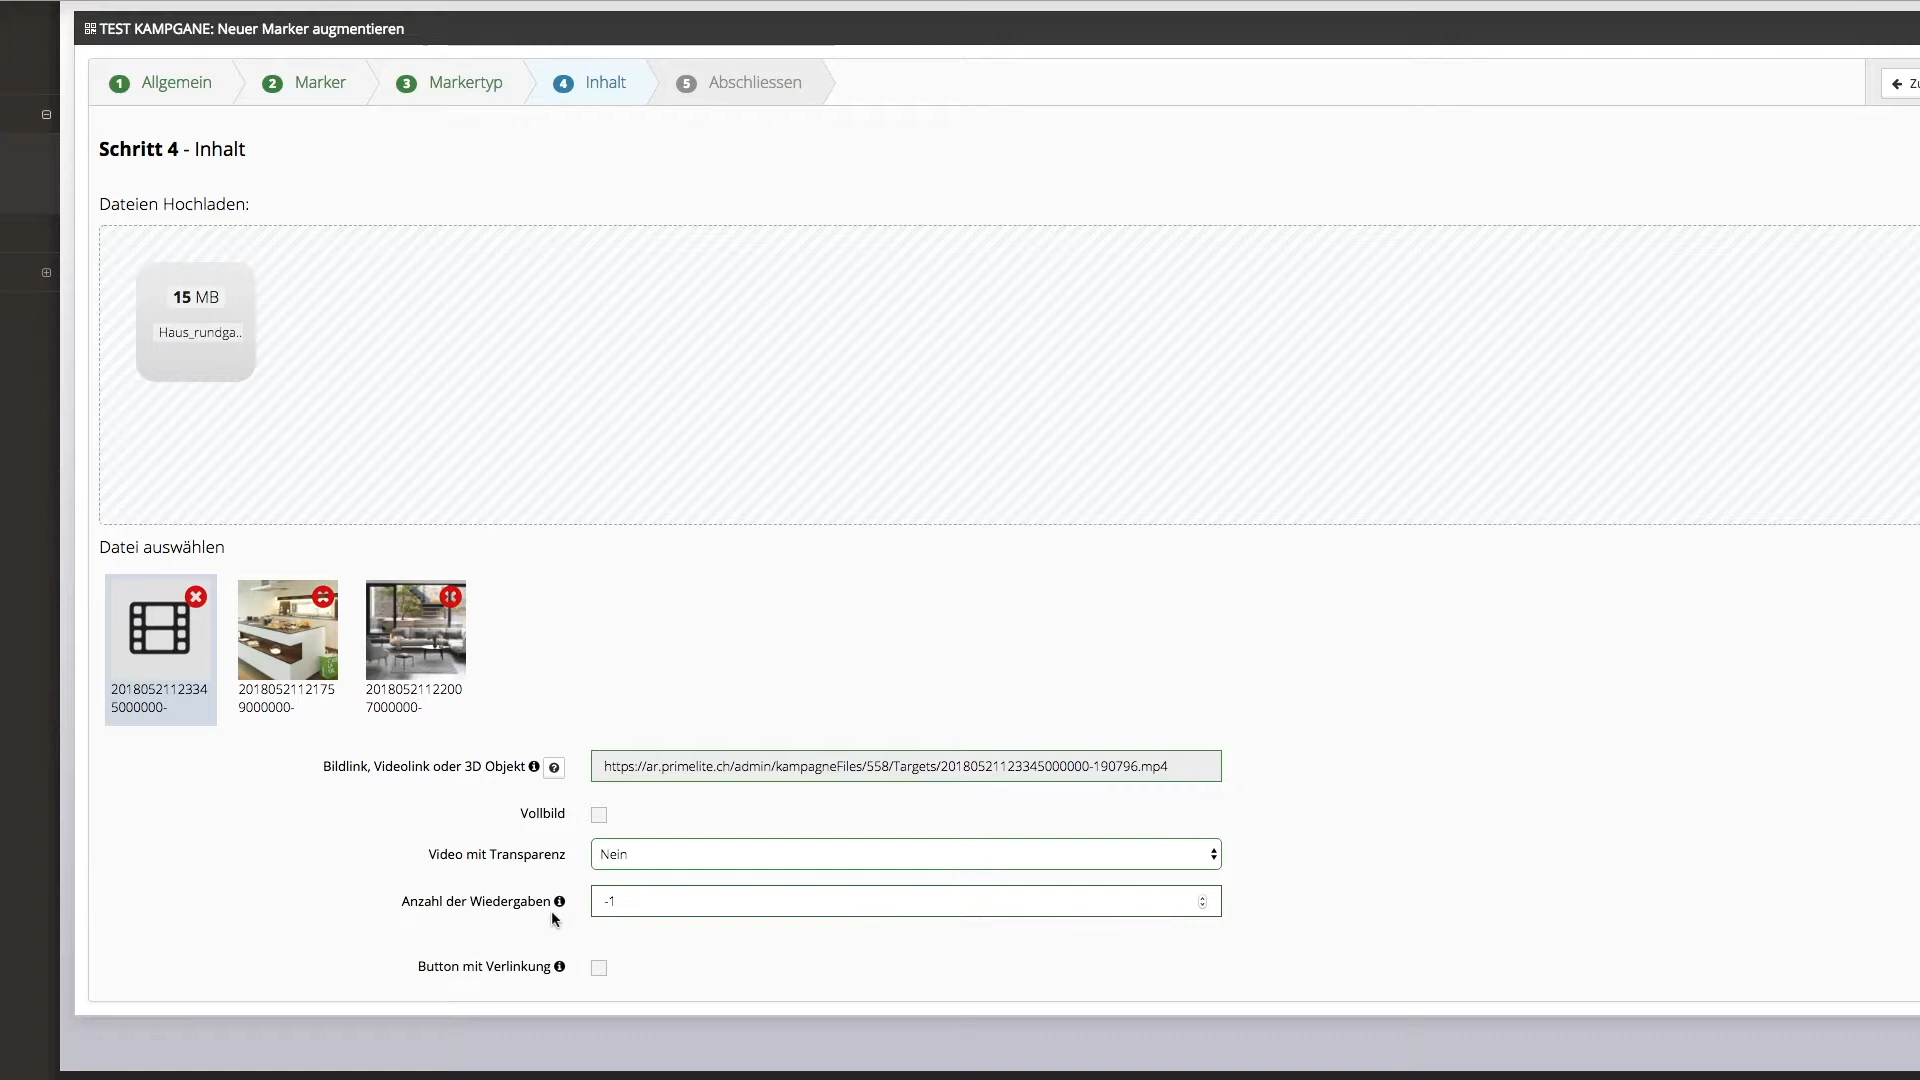 TEST KAMPGANE: Neuer Marker augmentieren
1 Allgemein
2 Marker
3 Markertyp
4 Inhalt
5 Abschliessen
Schritt 4 - Inhalt
Dateien Hochladen:
15 MB
Haus_rundga..
Datei auswählen
2018052112334
5000000-
2018052112175
9000000-
2018052112200
7000000-
Bildlink, Videolink oder 3D Objekt
https://ar.primelite.ch/admin/kampagneFiles/558/Targets/20180521123345000000-190796.mp4
Vollbild
Video mit Transparenz
Nein
Anzahl der Wiedergaben
-1
Button mit Verlinkung